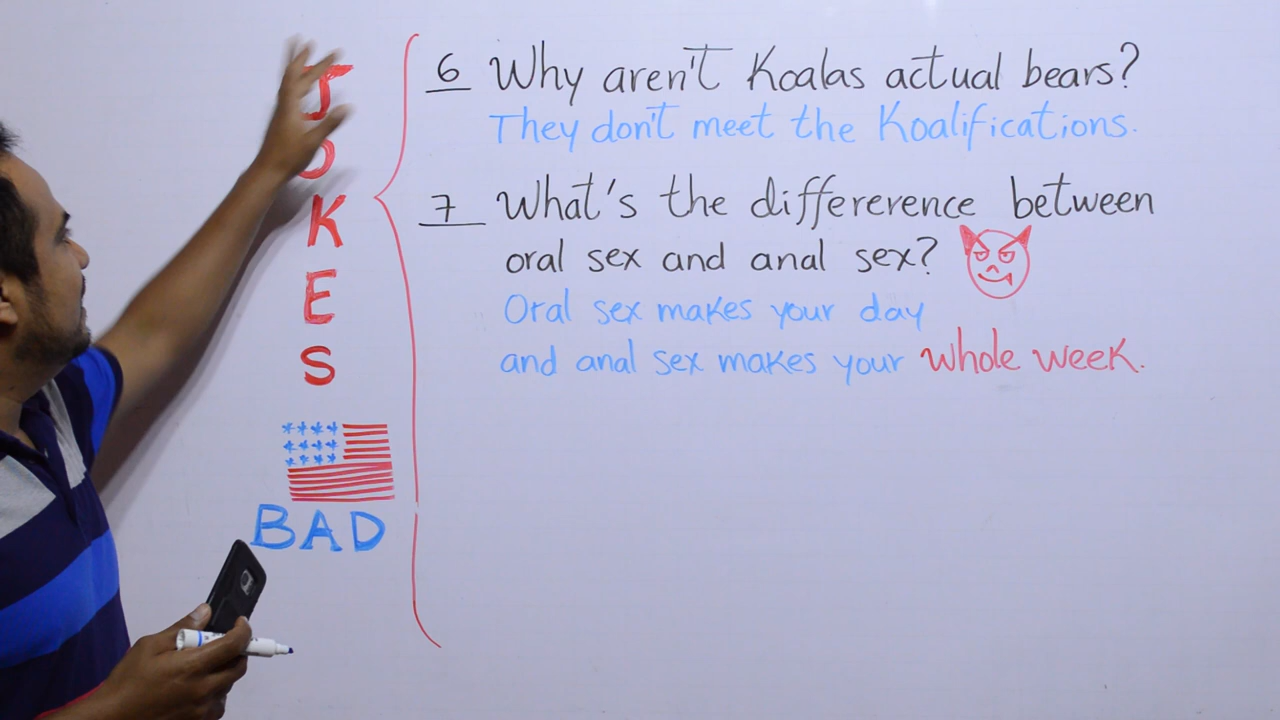 JOKES
BAD
6 Why aren't Koalas actual bears?
They don't meet the Koalifications.
7 What's the differerence between
oral sex and anal sex?
Oral sex makes your day
and anal sex makes your whole week.